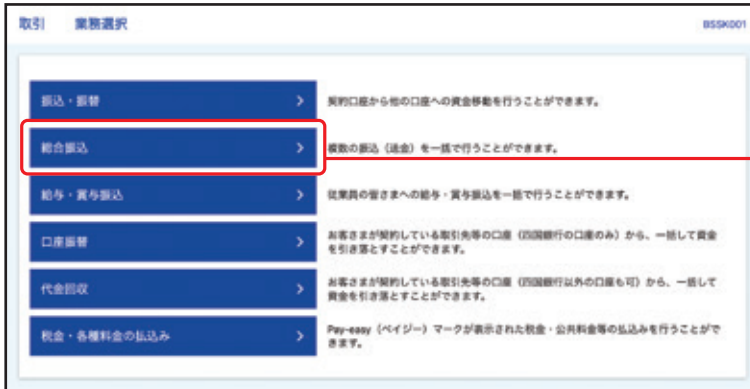 取引 業務選択
BSSK001
振込・振替
契約口座から他の口座への資金移動を行うことができます。
総合振込
複数の振込（送金）を一括で行うことができます。
給与・賞与振込
従業員の皆さまへの給与・賞与振込を一括で行うことができます。
口座振替
お客さまが契約している取引先等の口座（四国銀行の口座のみ）から、一括して資金
を引き落とすことができます。
代金回収
お客さまが契約している取引先等の口座（四国銀行以外の口座も可）から、一括して
資金を引き落とすことができます。
税金・各種料金の払込み
Pay-easy（ペイジー）マークが表示された税金・公共料金等の払込みを行うことがで
きます。